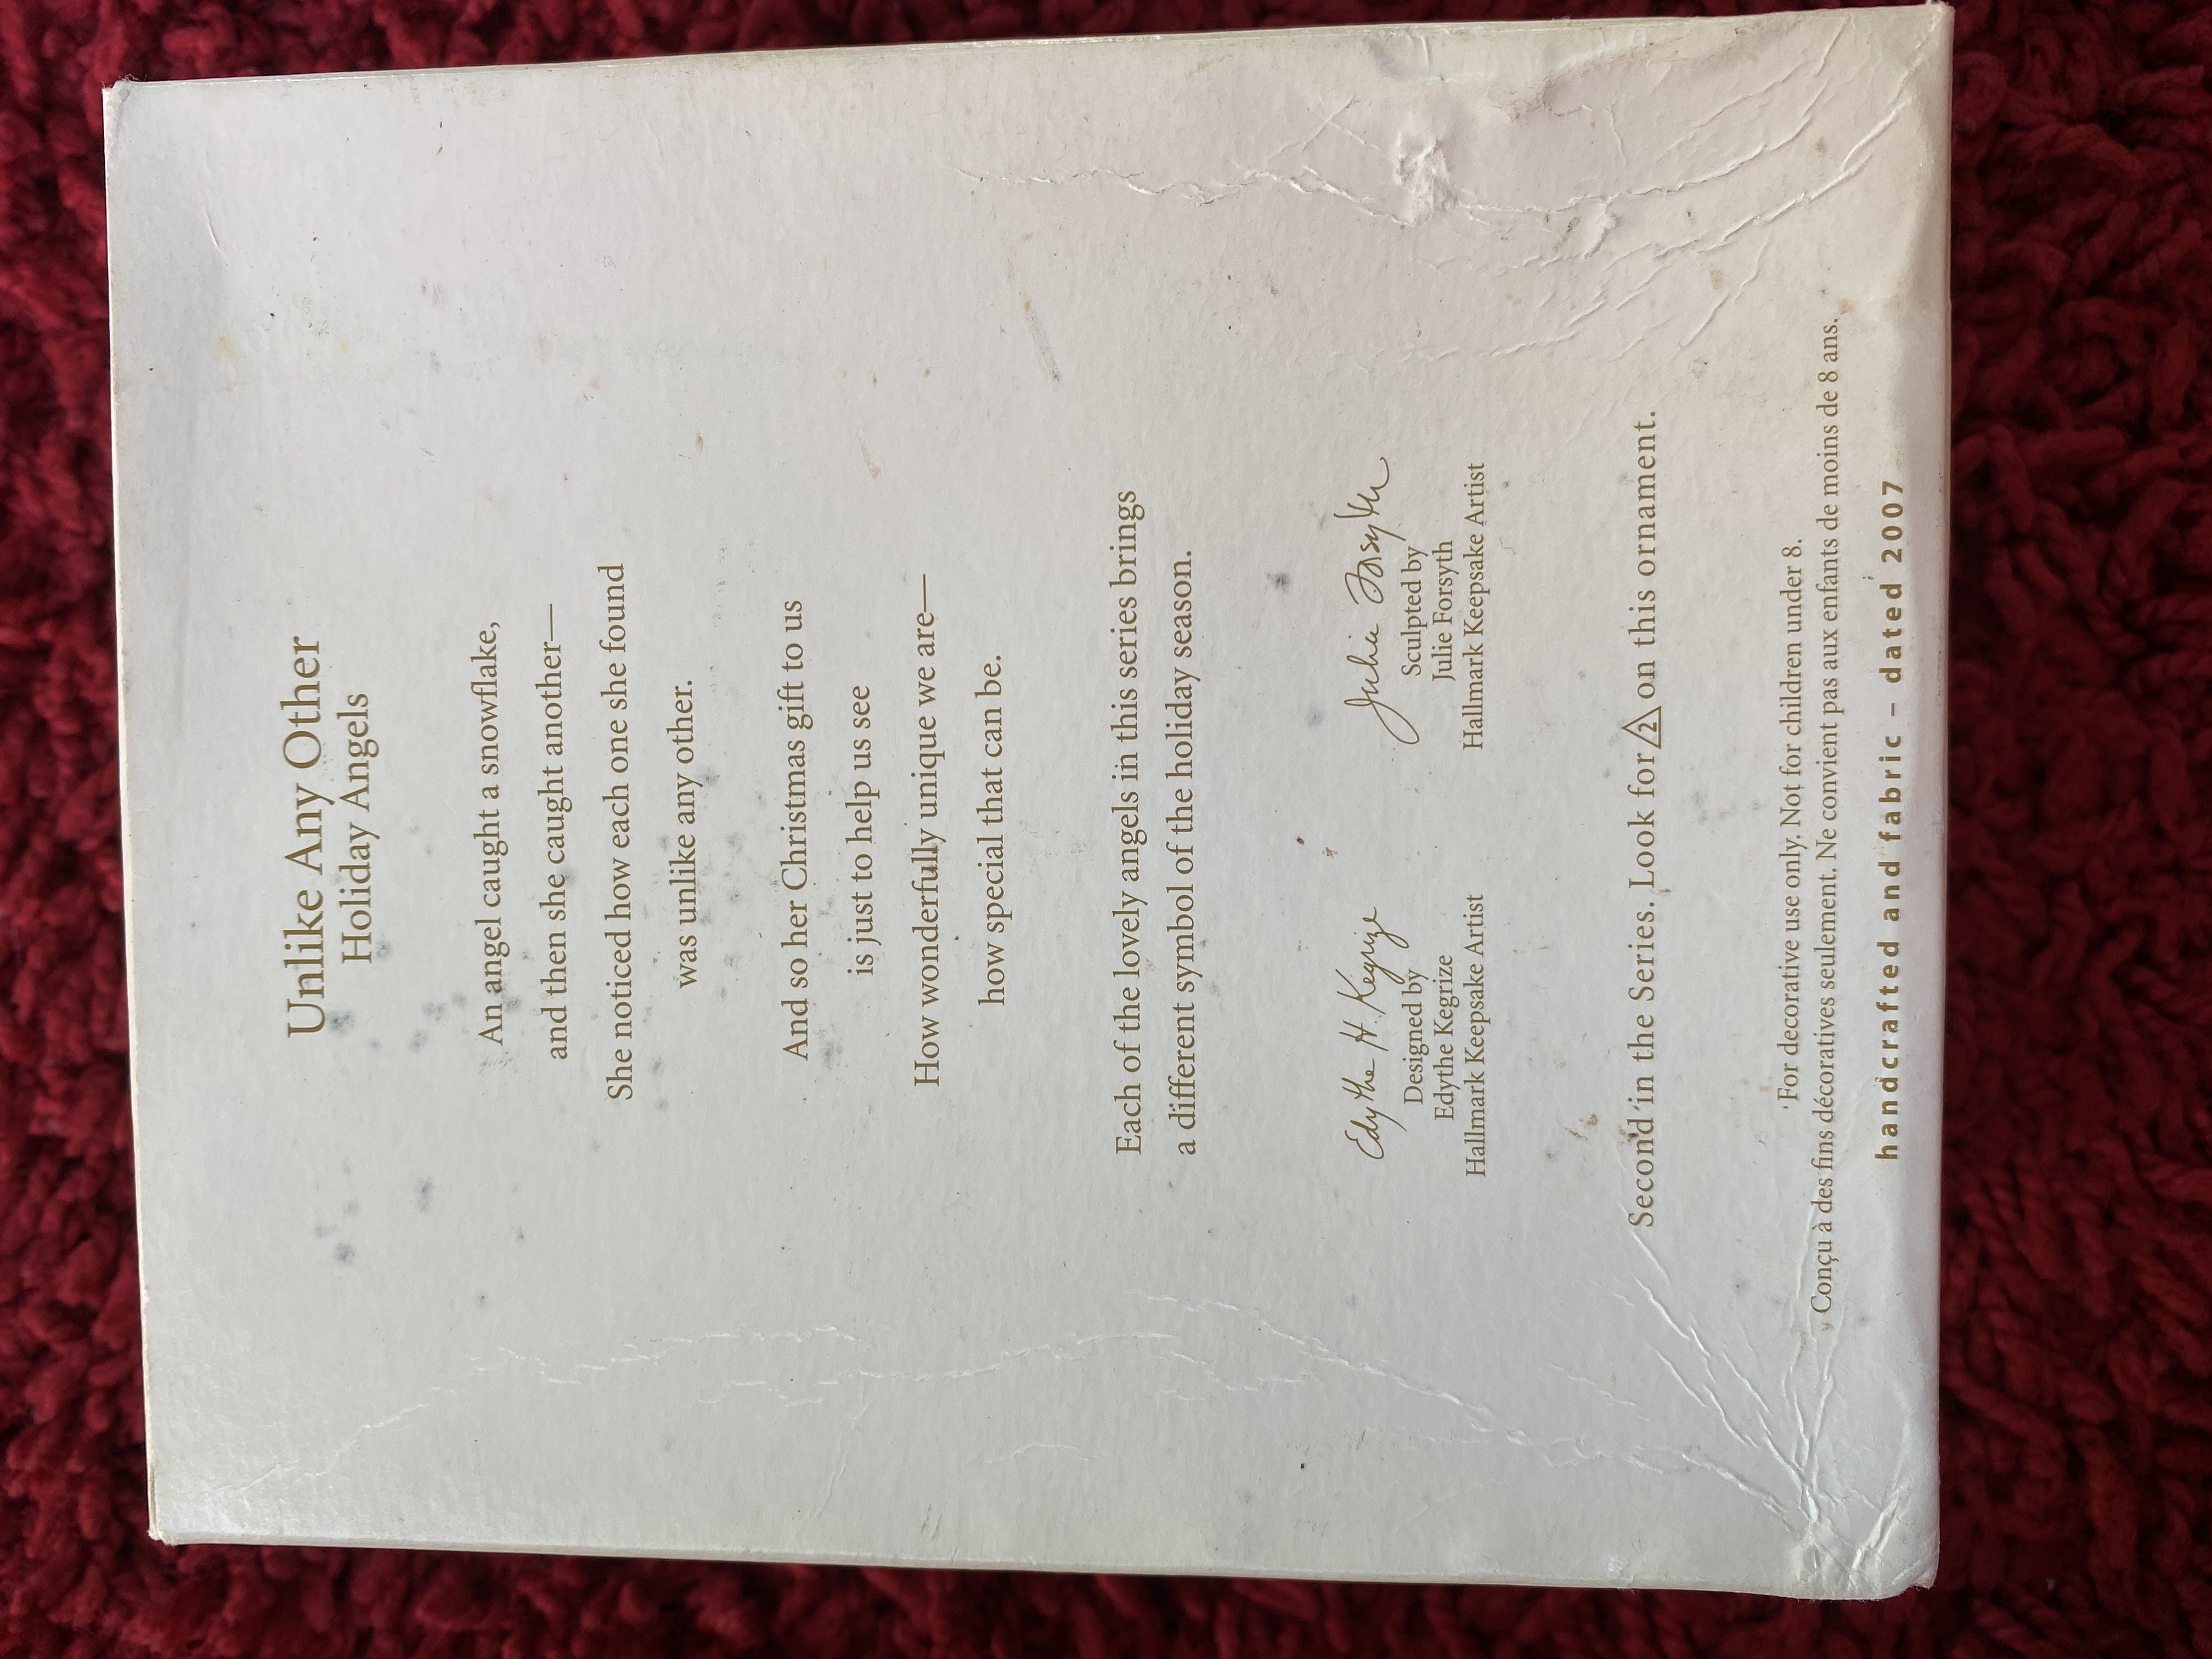 Unlike Any Other
Holiday Angels
An angel caught a snowflake,
and then she caught another—
She noticed how each one she found
was unlike any other.
And so her Christmas gift to us
is just to help us see
How wonderfully unique we are—
how special that can be.
Each of the lovely angels in this series brings
a different symbol of the holiday season.
Edythe H. Kegrize
Designed by
Edythe Kegrize
Hallmark Keepsake Artist
Julie Forsyth
Sculpted by
Julie Forsyth
Hallmark Keepsake Artist
Second in the Series. Look for 2 on this ornament.
For decorative use only. Not for children under 8.
Conçu à des fins décoratives seulement. Ne convient pas aux enfants de moins de 8 ans.
handcrafted and fabric – dated 2007